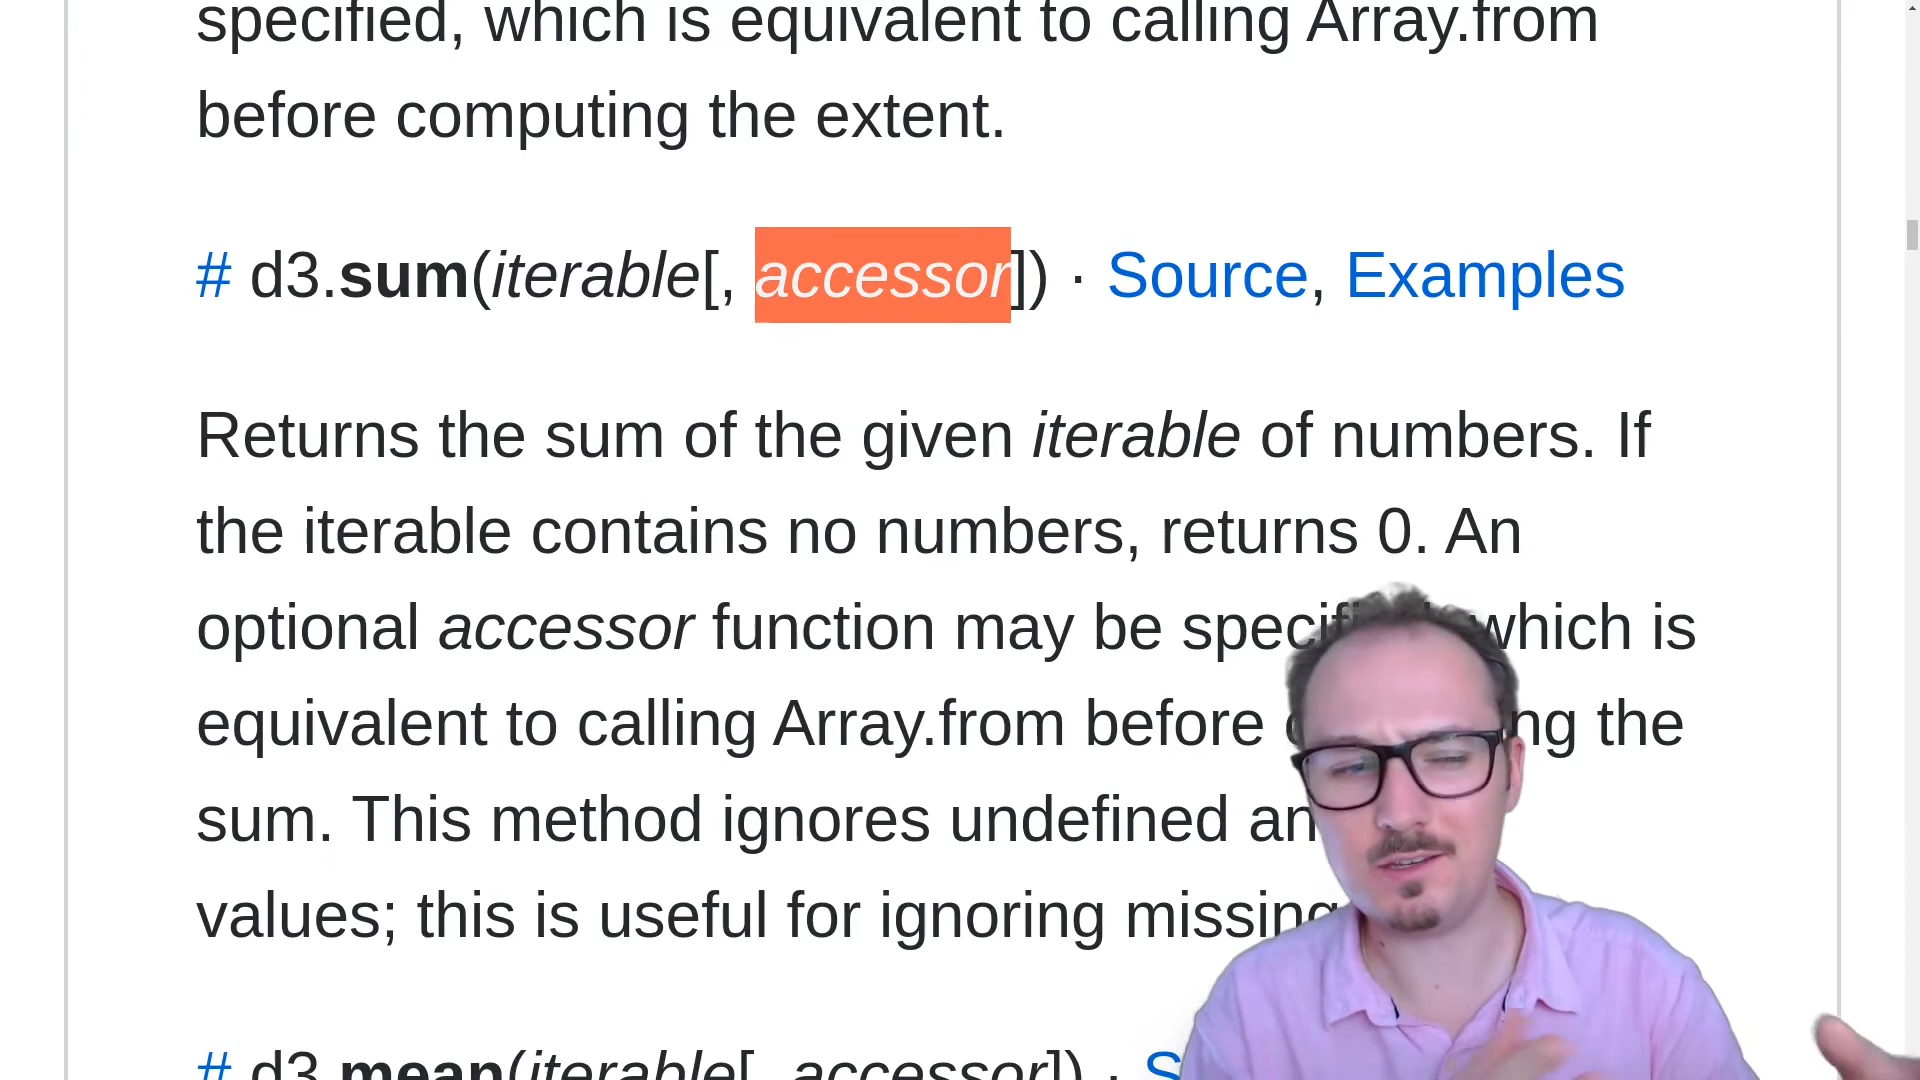 specified, which is equivalent to calling Array.from
before computing the extent.
# d3.sum(iterable[, accessor]) · Source, Examples
Returns the sum of the given iterable of numbers. If
the iterable contains no numbers, returns 0. An
optional accessor function may be which is
equivalent to calling Array.from before the
sum. This method ignores undefined
values; this is useful for ignoring missing
# d3.mean(iterable[, accessor]) ·